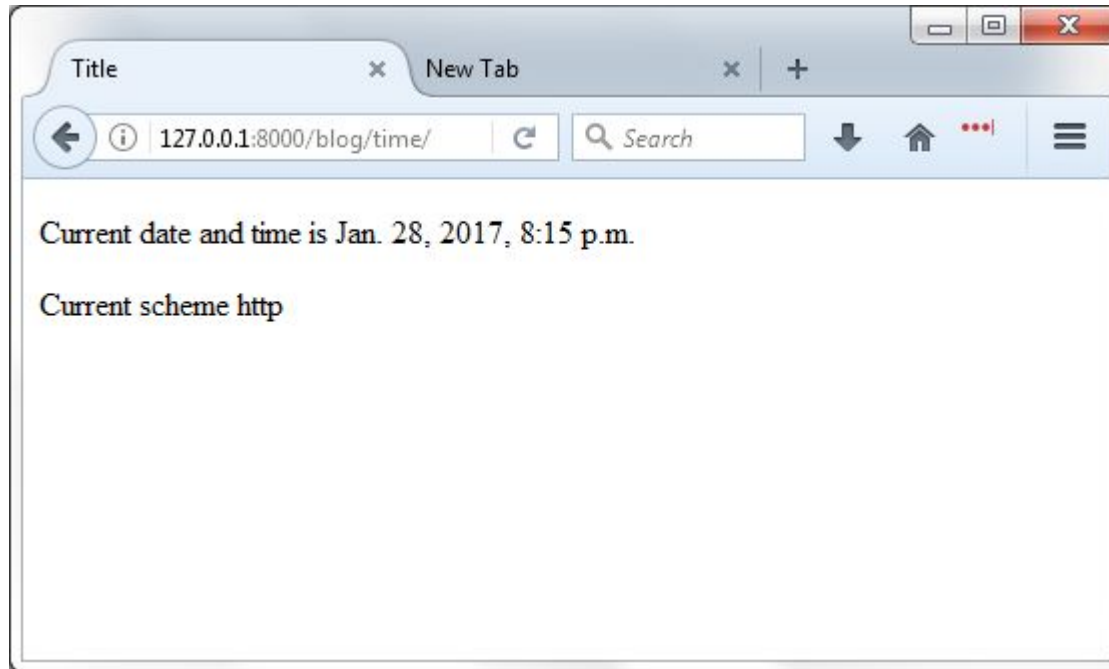 Title
New Tab
127.0.0.1:8000/blog/time/
Search
Current date and time is Jan. 28, 2017, 8:15 p.m.
Current scheme http